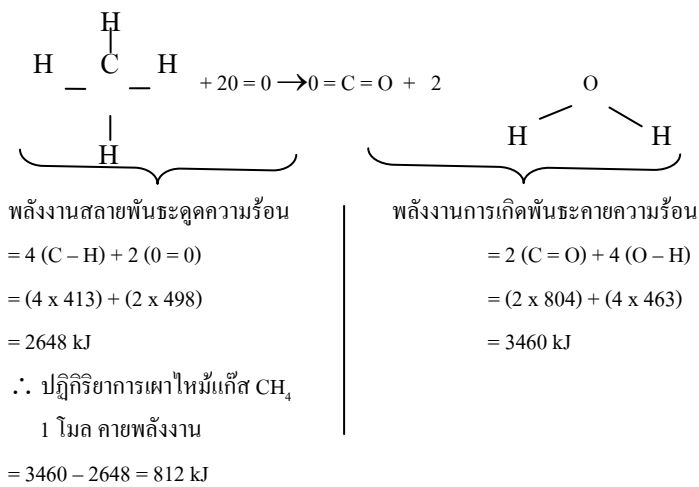 H
H C H
+ 20 = 0 → 0 = C = O + 2
O
H
H H
พลังงานสลายพันธะดูดความร้อน
= 4 (C – H) + 2 (0 = 0)
= (4 x 413) + (2 x 498)
= 2648 kJ
∴ ปฏิกิริยาการเผาไหม้แก๊ส CH₄
1 โมล คายพลังงาน
= 3460 – 2648 = 812 kJ
พลังงานการเกิดพันธะคายความร้อน
= 2 (C = O) + 4 (O – H)
= (2 x 804) + (4 x 463)
= 3460 kJ